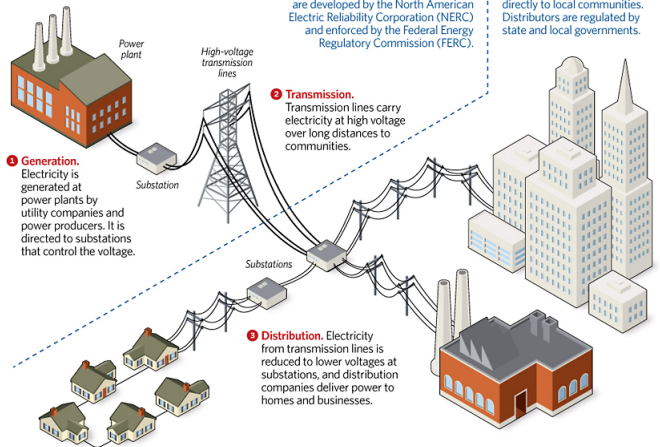 are developed by the North American
Electric Reliability Corporation (NERC)
and enforced by the Federal Energy
Regulatory Commission (FERC).
directly to local communities.
Distributors are regulated by
state and local governments.
Power
plant
High-voltage
transmission
lines
2 Transmission.
Transmission lines carry
electricity at high voltage
over long distances to
communities.
1 Generation.
Electricity is
generated at
power plants by
utility companies and
power producers. It is
directed to substations
that control the voltage.
Substation
Substations
3 Distribution. Electricity
from transmission lines is
reduced to lower voltages at
substations, and distribution
companies deliver power to
homes and businesses.